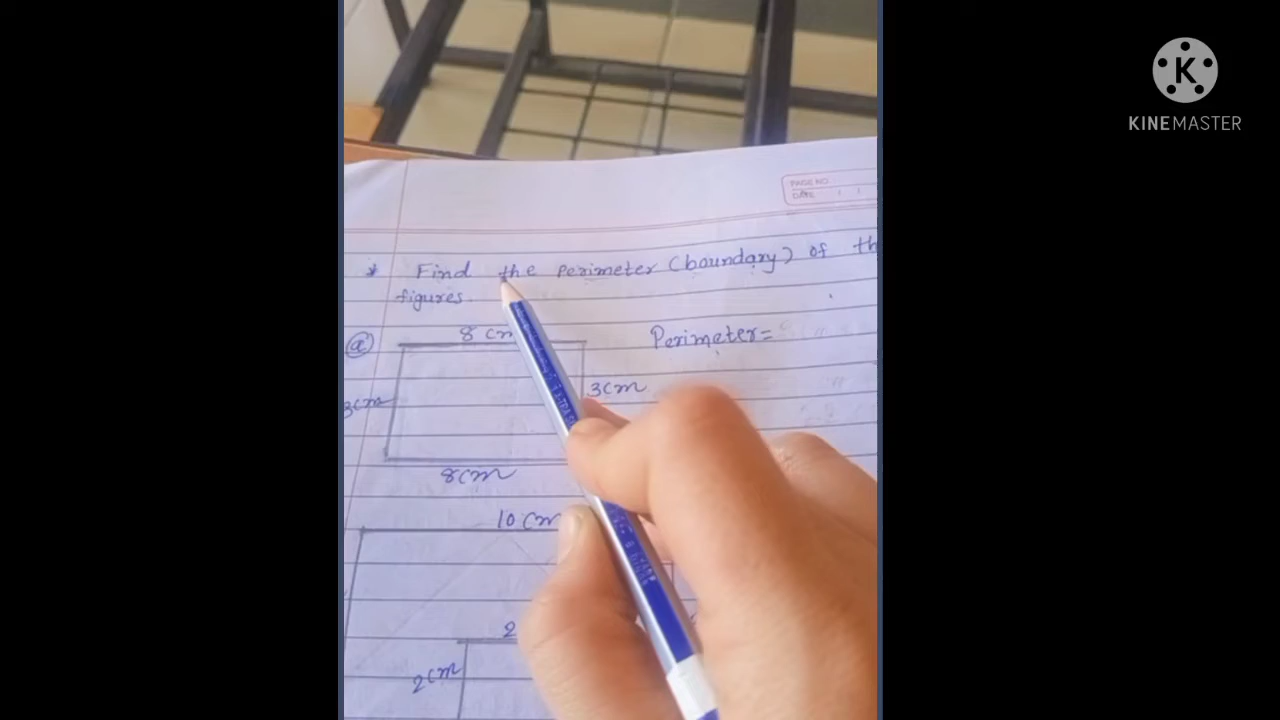 K
KINEMASTER
PAGE NO
DATE
* Find the perimeter (boundary) of th
figures.
(a) 8 cm
Perimeter=
3cm
3cm
8cm
10 cm
2
2cm